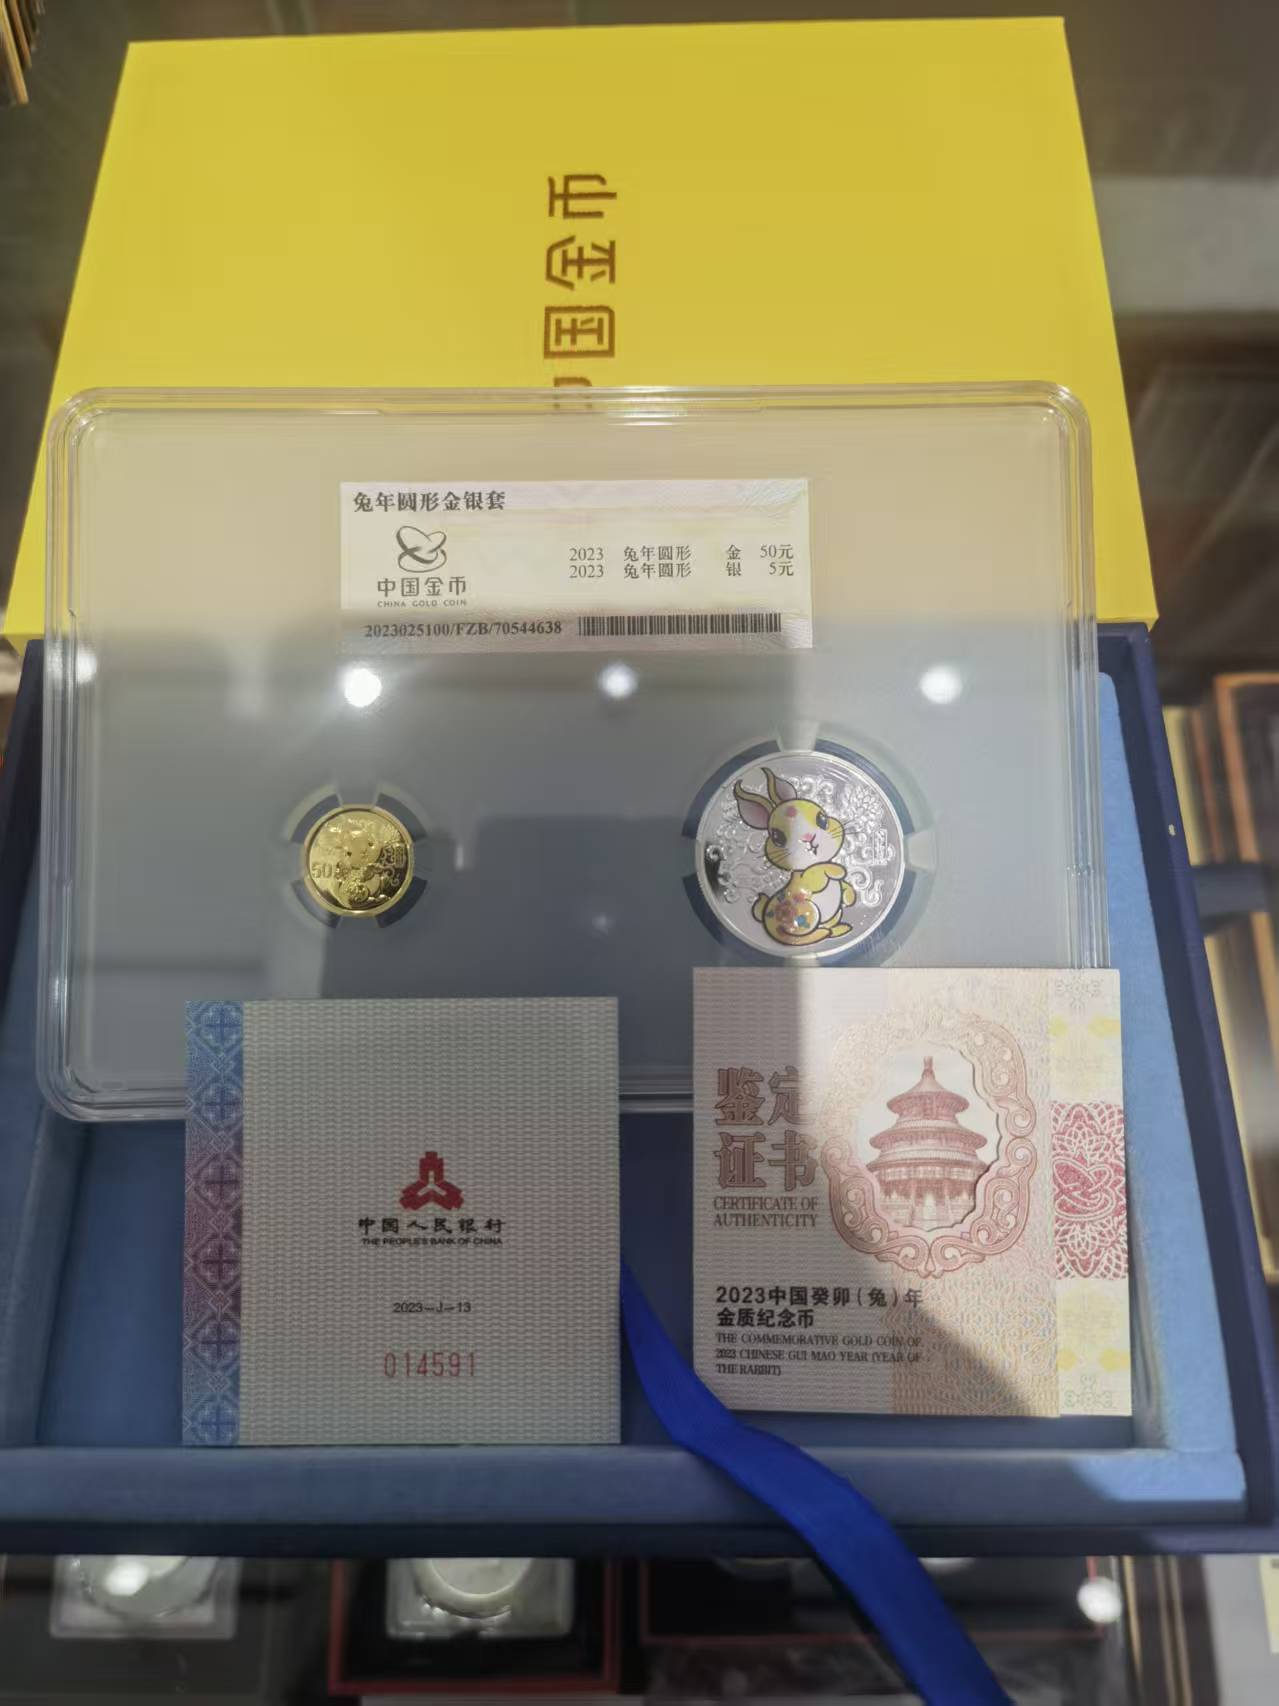 中国金币
兔年圆形金银套
中国金币
CHINA GOLD COIN
2023 兔年圆形 金 50元
2023 兔年圆形 银 5元
2023025100/FZB/70544638
50
中国人民银行
THE PEOPLE'S BANK OF CHINA
2023-J-13
014591
鉴定
证书
CERTIFICATE OF
AUTHENTICITY
2023中国癸卯（兔）年
金质纪念币
THE COMMEMORATIVE GOLD COIN OF
2023 CHINESE GUI MAO YEAR (YEAR OF
THE RABBIT)